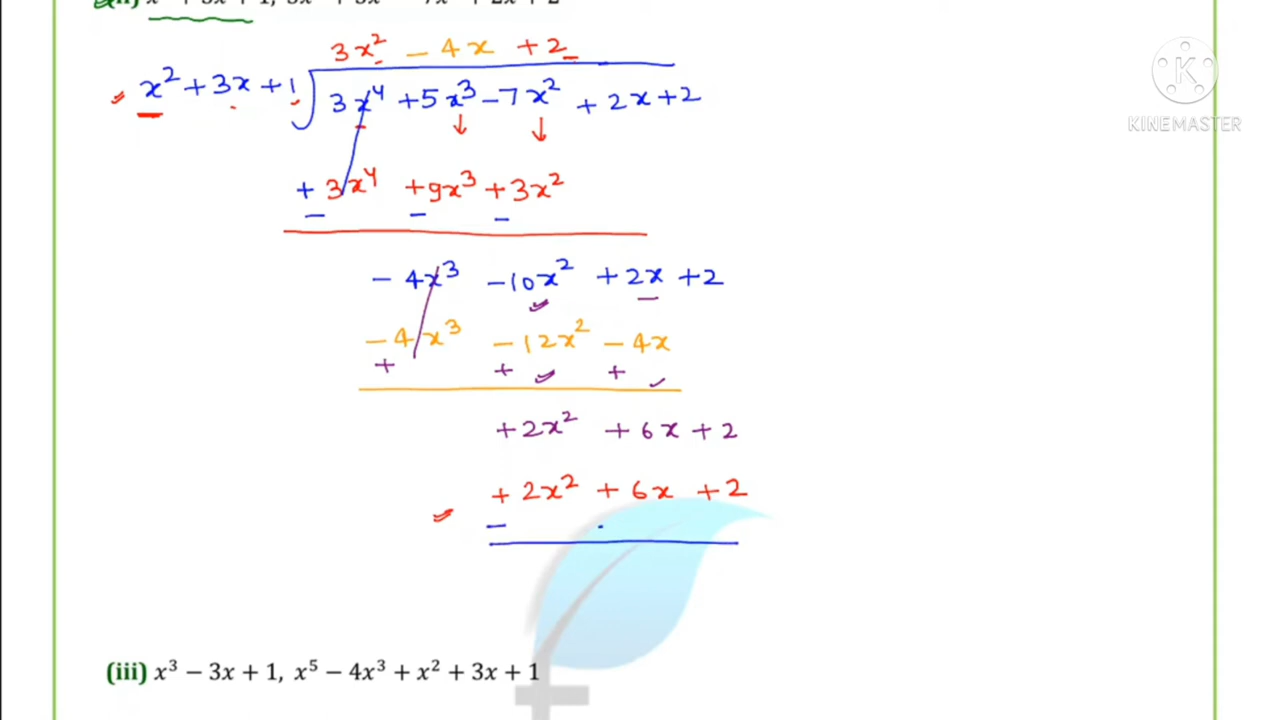 3x² - 4x + 2
x² + 3x + 1 ) 3x⁴ + 5x³ - 7x² + 2x + 2
+ 3x⁴ + 9x³ + 3x²
- - -
- 4x³ - 10x² + 2x + 2
- 4x³ - 12x² - 4x
+ + +
+ 2x² + 6x + 2
+ 2x² + 6x + 2
-
(iii) x³ − 3x + 1, x⁵ − 4x³ + x² + 3x + 1
K
KINEMASTER